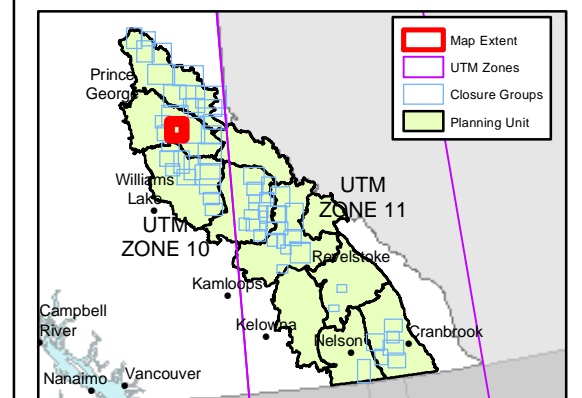 Map Extent
UTM Zones
Closure Groups
Planning Unit
Prince
George
Williams
Lake
UTM
ZONE 10
UTM
ZONE 11
Revelstoke
Kamloops
Campbell
River
Kelowna
Nelson
Cranbrook
Nanaimo
Vancouver